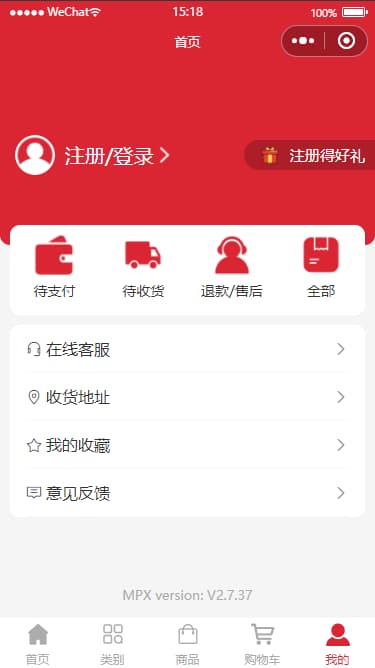 ●●●●● WeChat 15:18 100%
首页
注册/登录
注册得好礼
待支付 待收货 退款/售后 全部
在线客服
收货地址
我的收藏
意见反馈
MPX version: V2.7.37
首页 类别 商品 购物车 我的